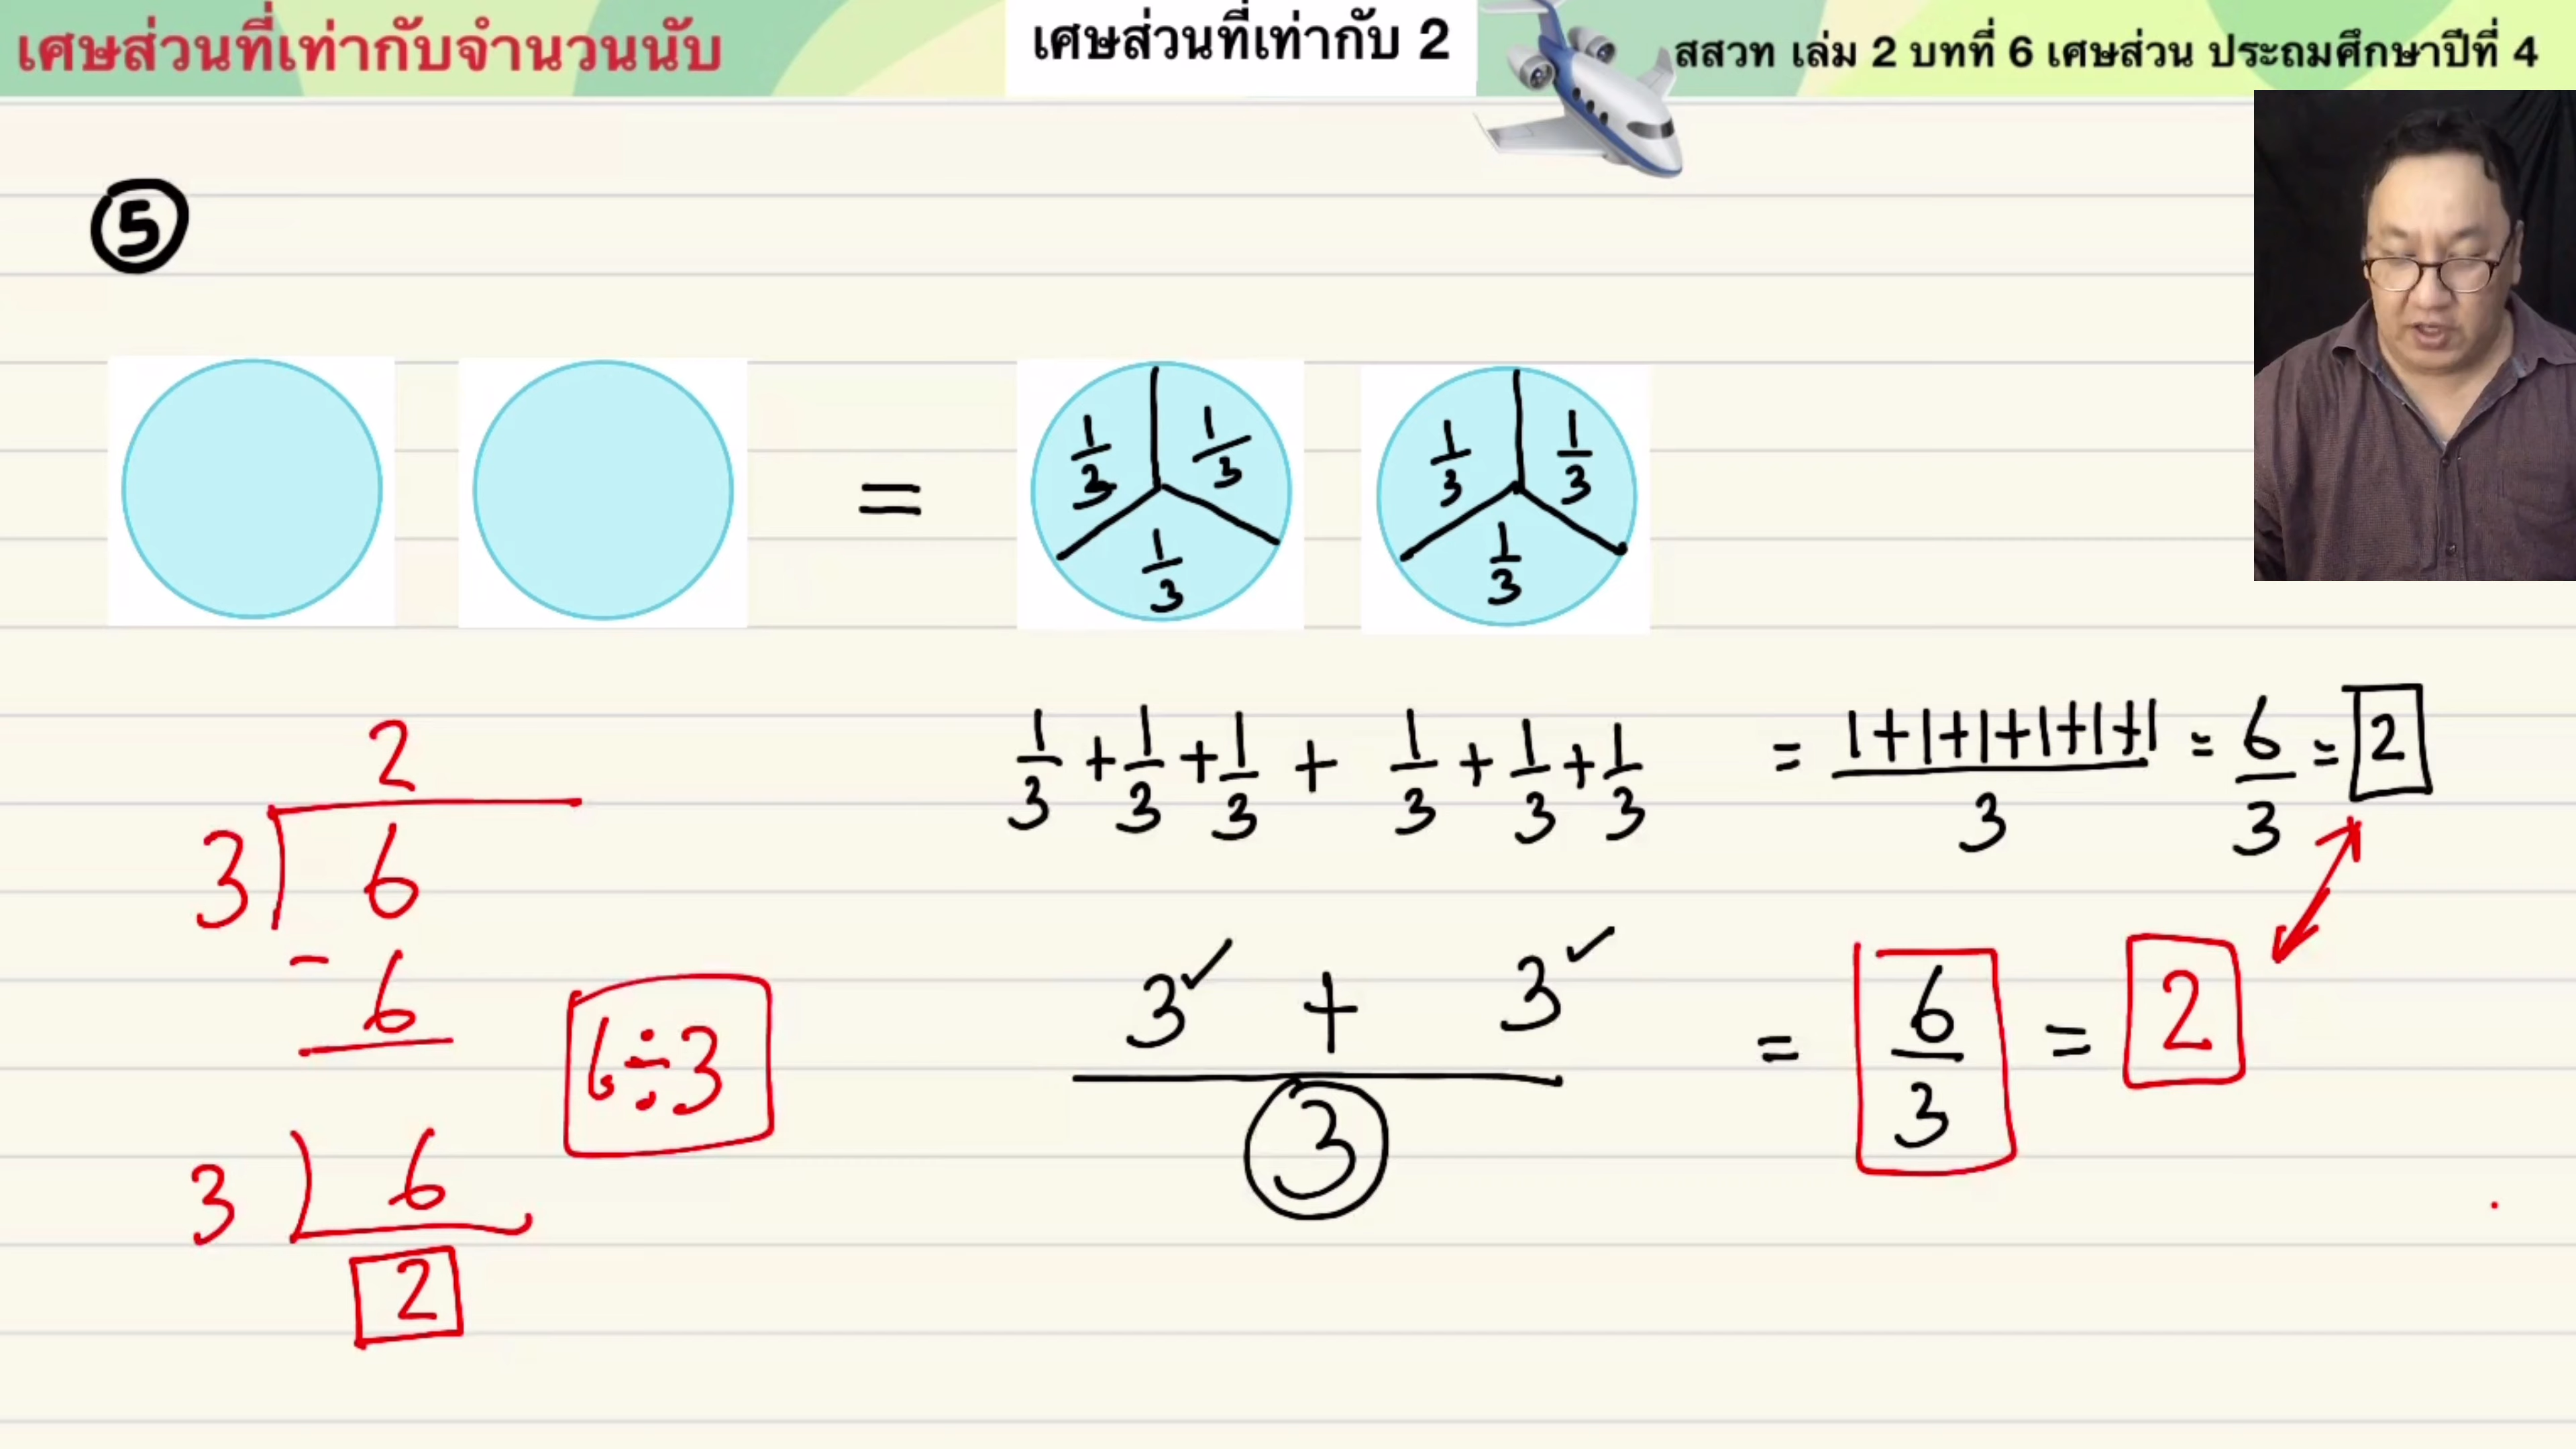 เศษส่วนที่เท่ากับจำนวนนับ
เศษส่วนที่เท่ากับ 2
สสวท เล่ม 2 บทที่ 6 เศษส่วน ประถมศึกษาปีที่ 4
5
=
1/3 1/3 1/3
1/3 1/3 1/3
1/3 + 1/3 + 1/3 + 1/3 + 1/3 + 1/3 = 1+1+1+1+1+1/3 = 6/3 = 2
2
3 6
- 6
6÷3
3 6
2
3✓ + 3✓ / 3 = 6/3 = 2